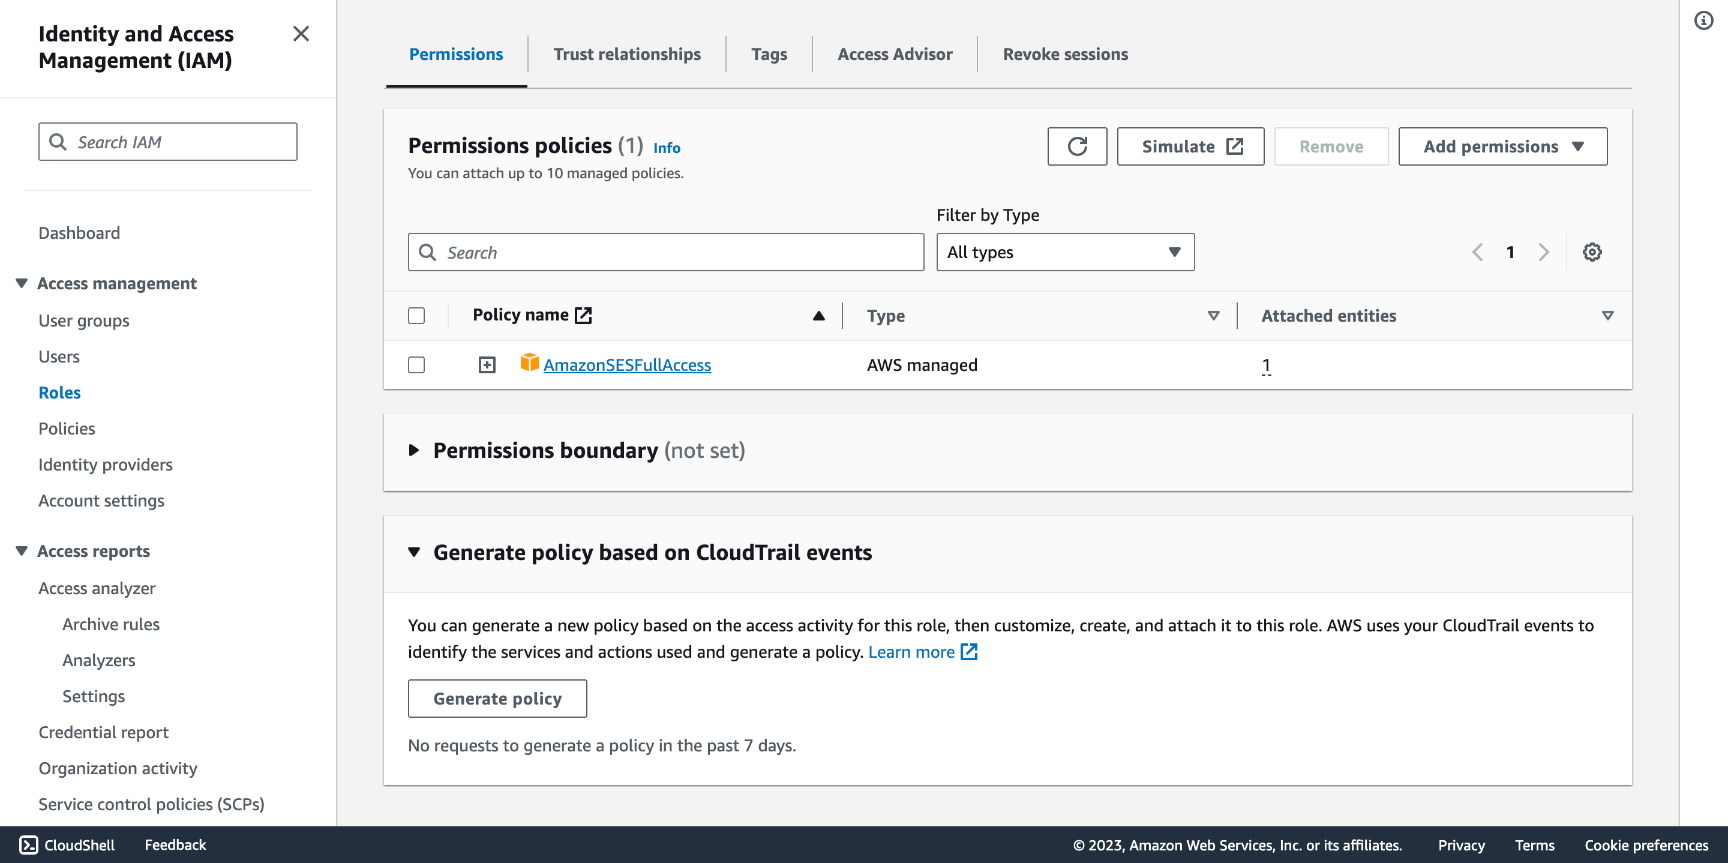 Identity and Access
Management (IAM)
Search IAM
Dashboard
Access management
User groups
Users
Roles
Policies
Identity providers
Account settings
Access reports
Access analyzer
Archive rules
Analyzers
Settings
Credential report
Organization activity
Service control policies (SCPs)
Permissions
Trust relationships
Tags
Access Advisor
Revoke sessions
Permissions policies (1) Info
You can attach up to 10 managed policies.
Simulate
Remove
Add permissions
Filter by Type
Search
All types
1
Policy name
Type
Attached entities
AmazonSESFullAccess
AWS managed
1
Permissions boundary (not set)
Generate policy based on CloudTrail events
You can generate a new policy based on the access activity for this role, then customize, create, and attach it to this role. AWS uses your CloudTrail events to
identify the services and actions used and generate a policy. Learn more
Generate policy
No requests to generate a policy in the past 7 days.
CloudShell
Feedback
© 2023, Amazon Web Services, Inc. or its affiliates.
Privacy
Terms
Cookie preferences